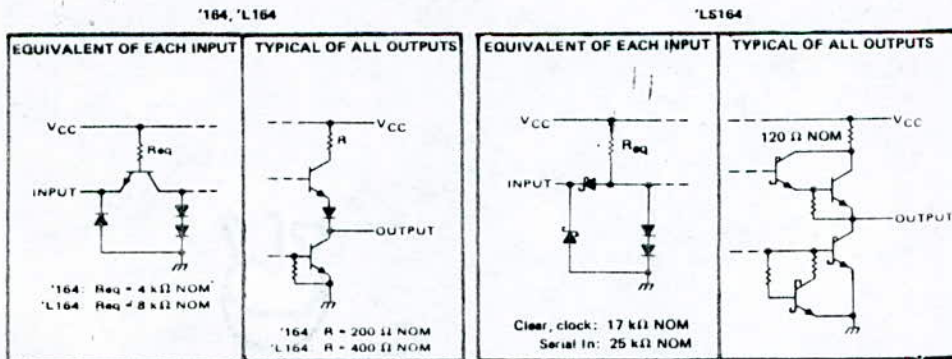 '164, 'L164
EQUIVALENT OF EACH INPUT
VCC
Req
INPUT
'164: Req = 4 kΩ NOM
'L164: Req = 8 kΩ NOM
TYPICAL OF ALL OUTPUTS
VCC
R
OUTPUT
'164: R = 200 Ω NOM
'L164: R = 400 Ω NOM
'LS164
EQUIVALENT OF EACH INPUT
VCC
Req
INPUT
Clear, clock: 17 kΩ NOM
Serial In: 25 kΩ NOM
TYPICAL OF ALL OUTPUTS
VCC
120 Ω NOM
OUTPUT